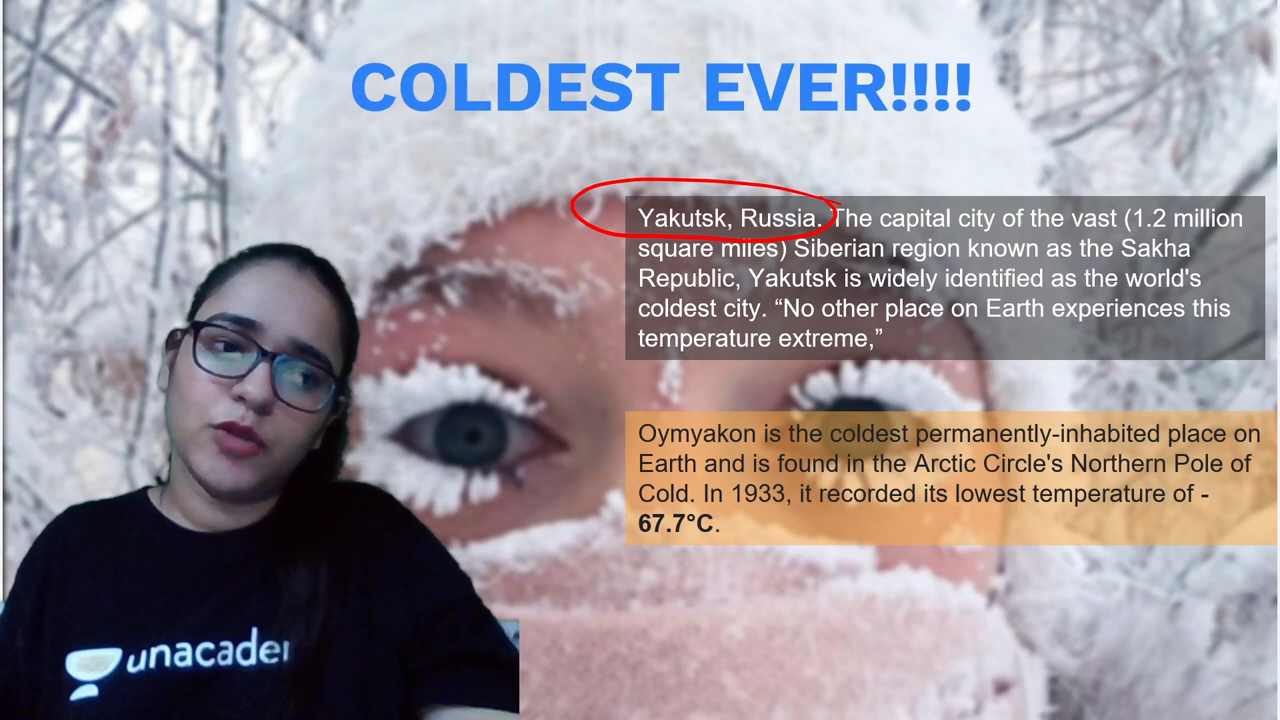 COLDEST EVER!!!!
Yakutsk, Russia. The capital city of the vast (1.2 million
square miles) Siberian region known as the Sakha
Republic, Yakutsk is widely identified as the world's
coldest city. “No other place on Earth experiences this
temperature extreme,”
Oymyakon is the coldest permanently-inhabited place on
Earth and is found in the Arctic Circle's Northern Pole of
Cold. In 1933, it recorded its lowest temperature of -
67.7°C.
unacade